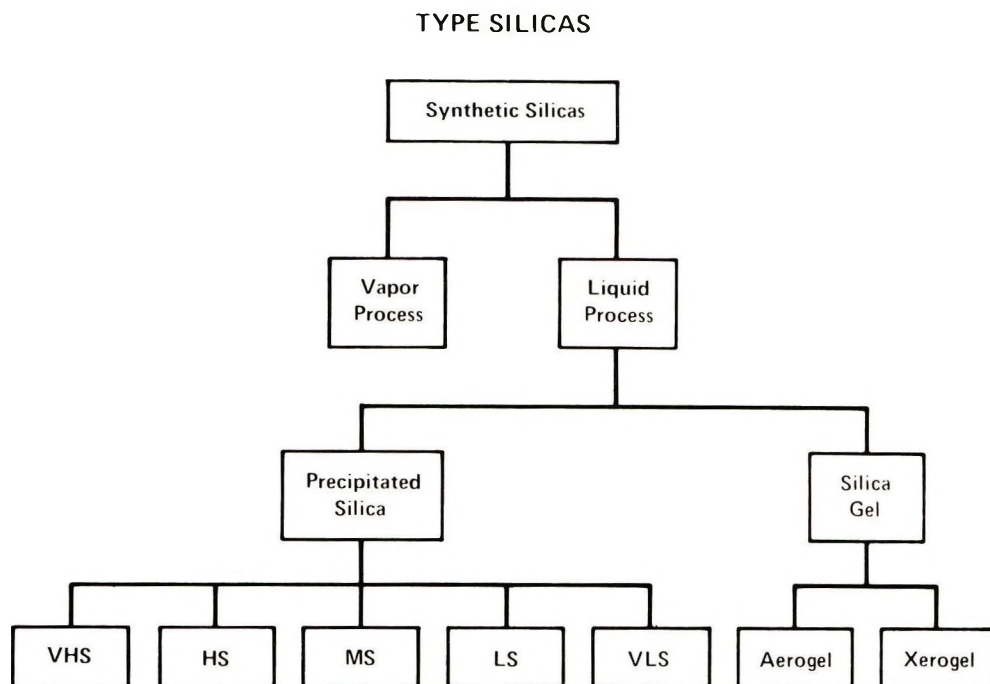 TYPE SILICAS
Synthetic Silicas
Vapor
Process
Liquid
Process
Precipitated
Silica
Silica
Gel
VHS
HS
MS
LS
VLS
Aerogel
Xerogel